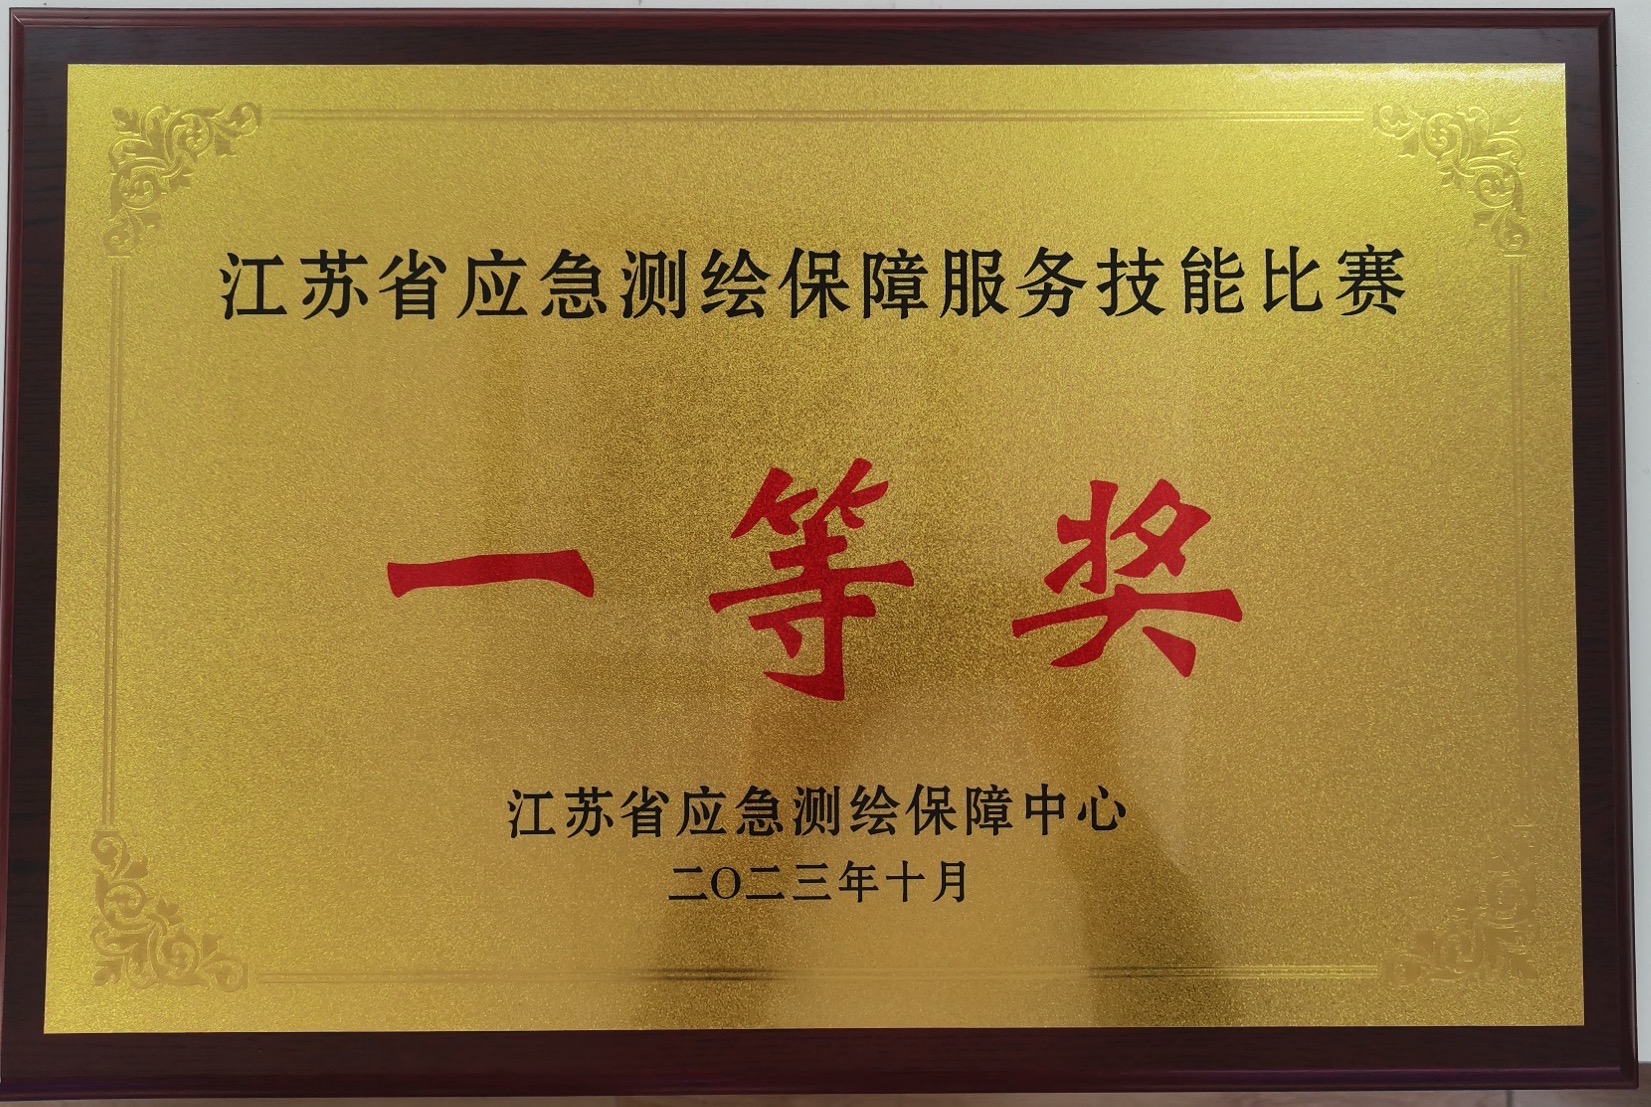 江苏省应急测绘保障服务技能比赛
一等奖
江苏省应急测绘保障中心
二〇二三年十月